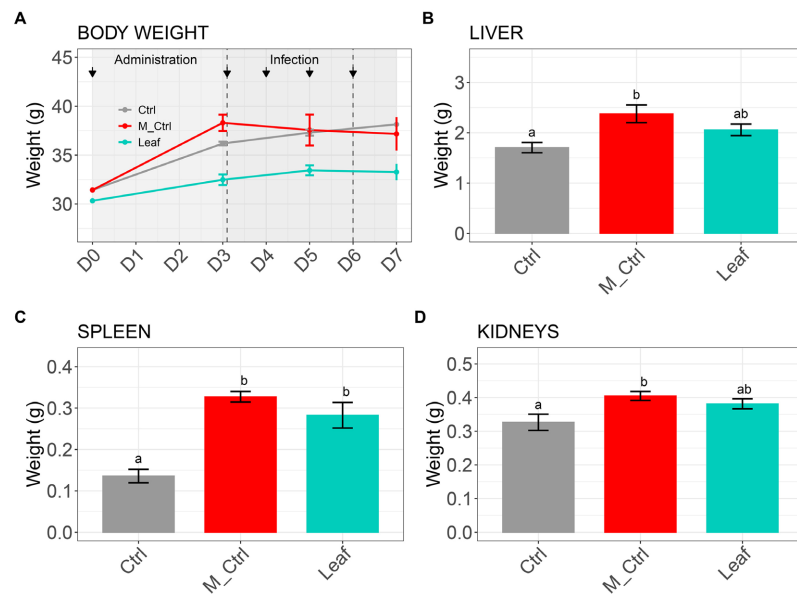 A
BODY WEIGHT
Weight (g)
45
40
35
30
Administration
Infection
Ctrl
M_Ctrl
Leaf
D0
D1
D2
D3
D4
D5
D6
D7
B
LIVER
Weight (g)
3
2
1
0
a
b
ab
Ctrl
M_Ctrl
Leaf
C
SPLEEN
Weight (g)
0.4
0.3
0.1
0.0
a
b
b
Ctrl
M_Ctrl
Leaf
D
KIDNEYS
Weight (g)
0.5
0.4
0.3
0.2
0.1
0.0
a
b
ab
Ctrl
M_Ctrl
Leaf